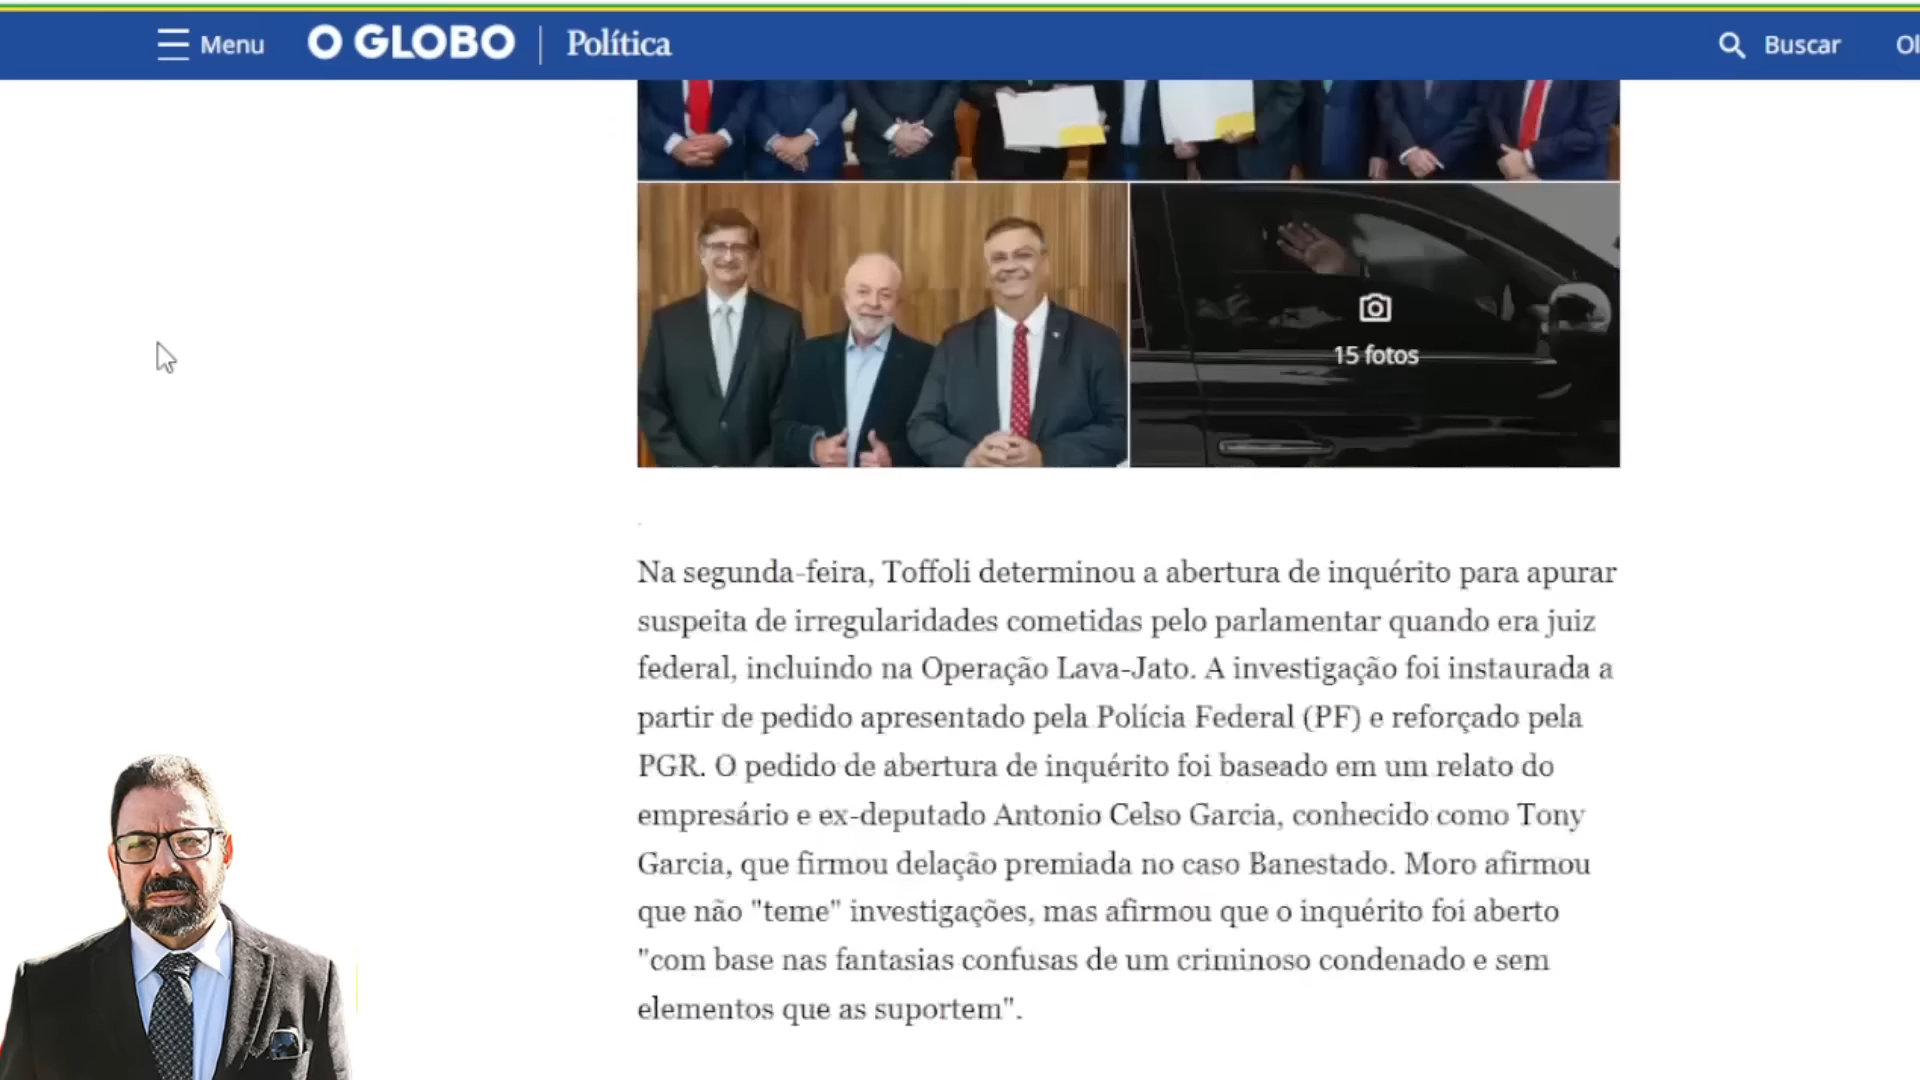 Menu
O GLOBO
Política
Buscar
Ol
15 fotos
Na segunda-feira, Toffoli determinou a abertura de inquérito para apurar
suspeita de irregularidades cometidas pelo parlamentar quando era juiz
federal, incluindo na Operação Lava-Jato. A investigação foi instaurada a
partir de pedido apresentado pela Polícia Federal (PF) e reforçado pela
PGR. O pedido de abertura de inquérito foi baseado em um relato do
empresário e ex-deputado Antonio Celso Garcia, conhecido como Tony
Garcia, que firmou delação premiada no caso Banestado. Moro afirmou
que não "teme" investigações, mas afirmou que o inquérito foi aberto
"com base nas fantasias confusas de um criminoso condenado e sem
elementos que as suportem".